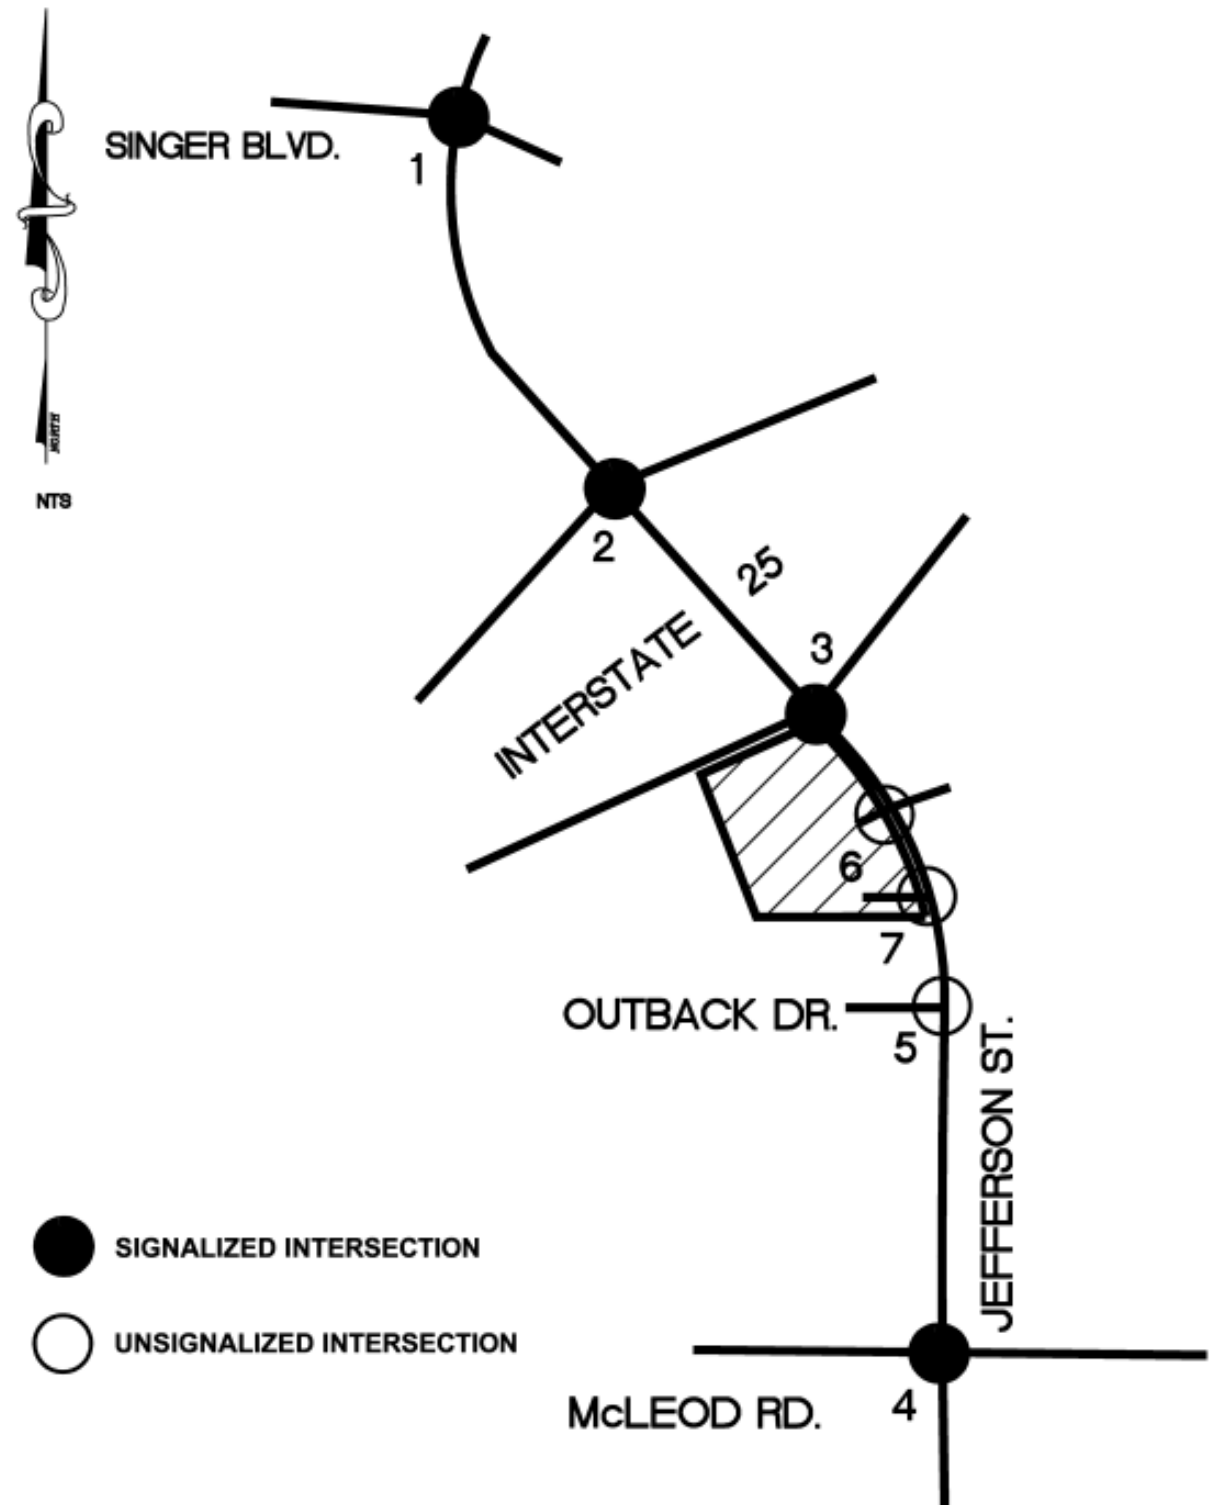 SINGER BLVD.
1
NTS
2
25
INTERSTATE
3
6
7
OUTBACK DR.
5
JEFFERSON ST.
SIGNALIZED INTERSECTION
UNSIGNALIZED INTERSECTION
McLEOD RD.
4